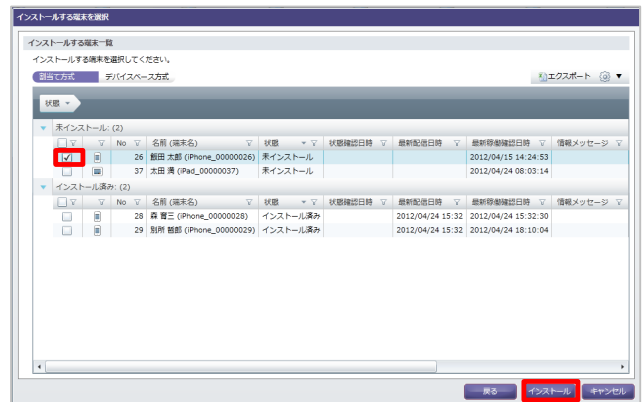 インストールする端末を選択
インストールする端末一覧
インストールする端末を選択してください。
割当て方式 デバイスベース方式 エクスポート
状態
未インストール: (2)
No 名前 (端末名) 状態 状態確認日時 最新配信日時 最新稼働確認日時 情報メッセージ
26 飯田 太郎 (iPhone_00000026) 未インストール 2012/04/15 14:24:53
37 太田 満 (iPad_00000037) 未インストール 2012/04/24 08:03:14
インストール済み: (2)
No 名前 (端末名) 状態 状態確認日時 最新配信日時 最新稼働確認日時 情報メッセージ
28 森 (iPhone_00000028) インストール済み 2012/04/24 15:32 2012/04/24 15:32:30
29 別所 哲郎 (iPhone_00000029) インストール済み 2012/04/24 15:32 2012/04/24 18:10:04
戻る インストール キャンセル